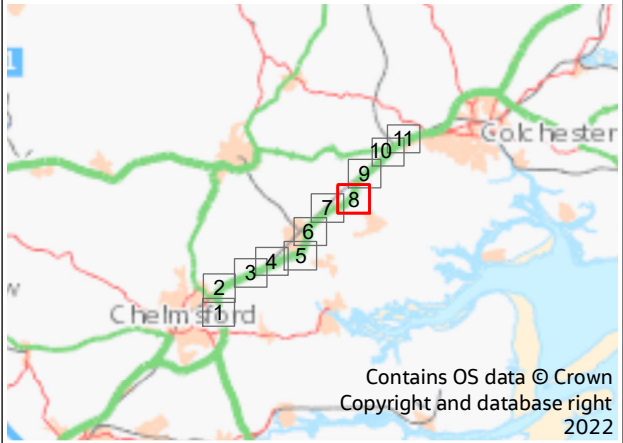 1
Colchester
11
10
9
8
7
6
5
4
3
2
1
Chelmsford
w
Contains OS data © Crown
Copyright and database right
2022